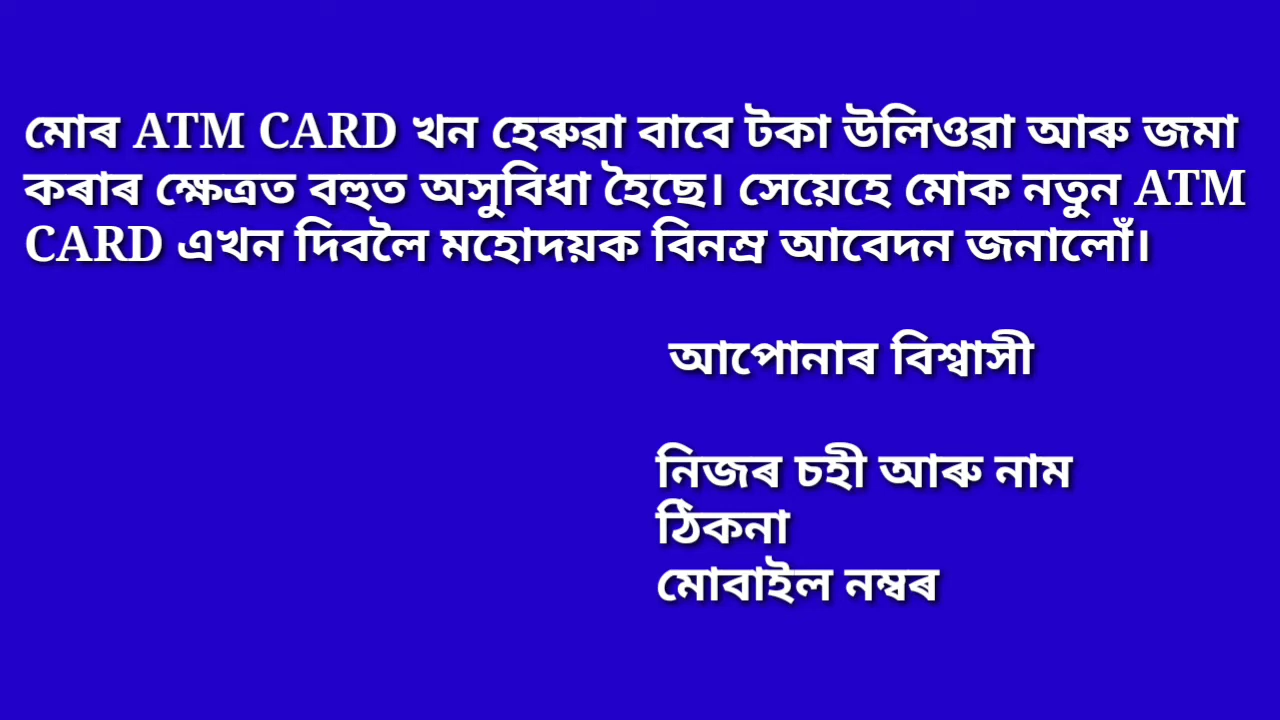 মোৰ ATM CARD খন হেৰুৱা বাবে টকা উলিওৱা আৰু জমা
কৰাৰ ক্ষেত্ৰত বহুত অসুবিধা হৈছে। সেয়েহে মোক নতুন ATM
CARD এখন দিবলৈ মহোদয়ক বিনম্ৰ আবেদন জনালোঁ।
আপোনাৰ বিশ্বাসী
নিজৰ চহী আৰু নাম
ঠিকনা
মোবাইল নম্বৰ